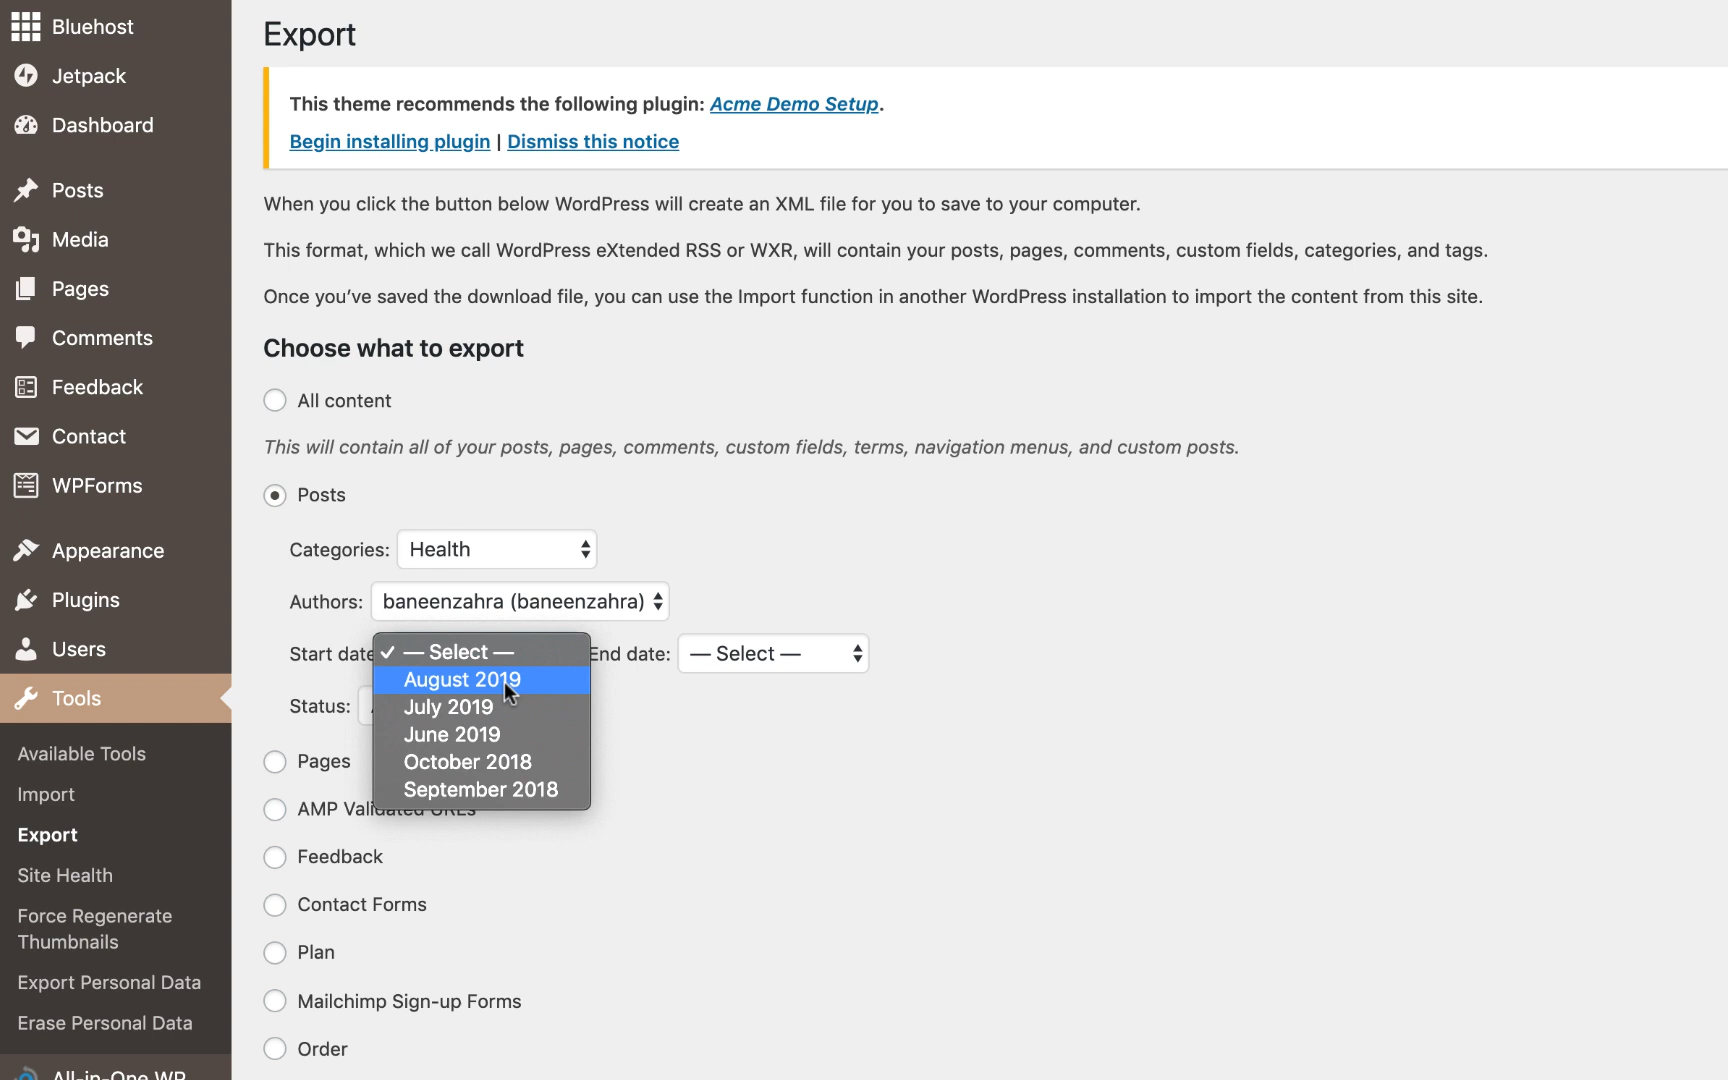 Bluehost
Jetpack
Dashboard
Posts
Media
Pages
Comments
Feedback
Contact
WPForms
Appearance
Plugins
Users
Tools
Available Tools
Import
Export
Site Health
Force Regenerate
Thumbnails
Export Personal Data
Erase Personal Data
All-in-One WP
Export
This theme recommends the following plugin: Acme Demo Setup.
Begin installing plugin | Dismiss this notice
When you click the button below WordPress will create an XML file for you to save to your computer.
This format, which we call WordPress eXtended RSS or WXR, will contain your posts, pages, comments, custom fields, categories, and tags.
Once you've saved the download file, you can use the Import function in another WordPress installation to import the content from this site.
Choose what to export
All content
This will contain all of your posts, pages, comments, custom fields, terms, navigation menus, and custom posts.
Posts
Categories: Health
Authors: baneenzahra (baneenzahra)
Start date ✓ — Select — End date: — Select —
August 2019
Status: July 2019
June 2019
Pages October 2018
September 2018
AMP Validated URLs
Feedback
Contact Forms
Plan
Mailchimp Sign-up Forms
Order